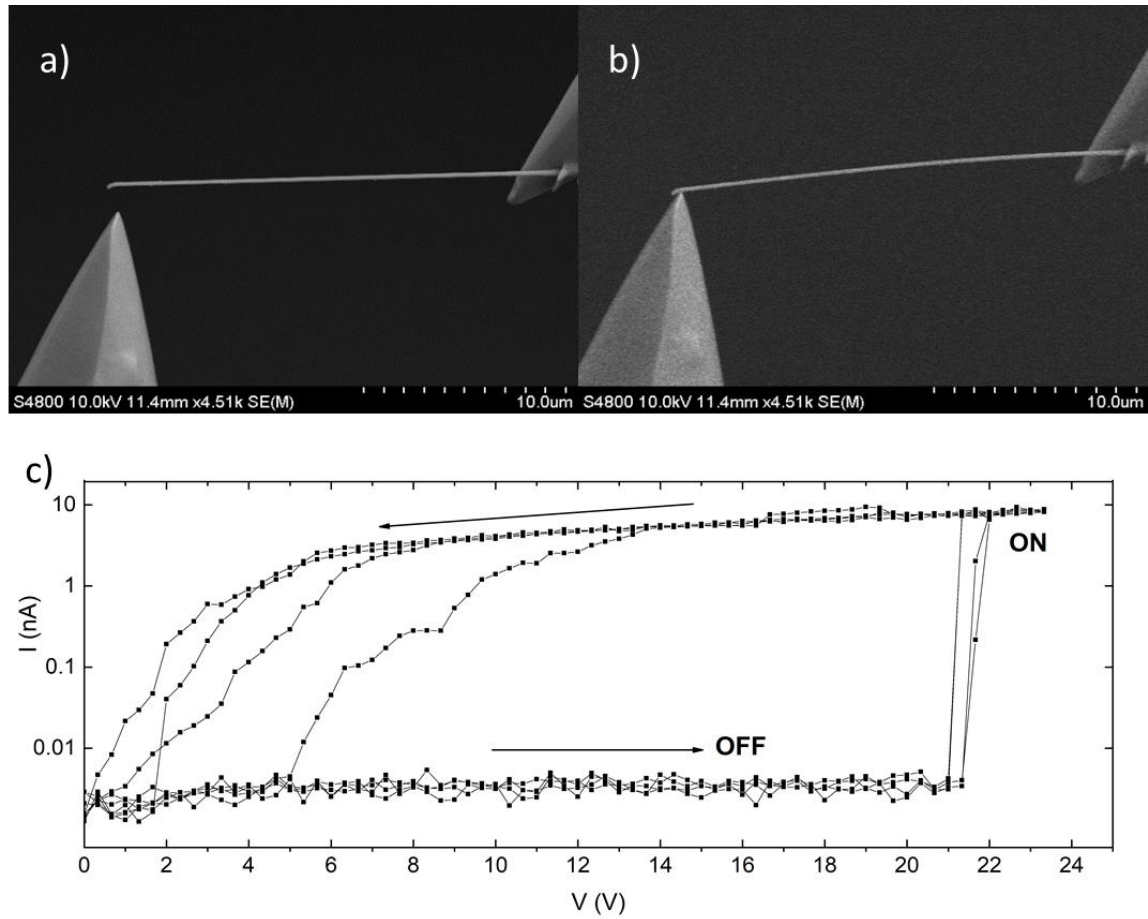 a)
b)
S4800 10.0kV 11.4mm x4.51k SE(M)
10.0um
S4800 10.0kV 11.4mm x4.51k SE(M)
10.0um
c)
10
1
0.1
0.01
I (nA)
ON
OFF
0 2 4 6 8 10 12 14 16 18 20 22 24
V (V)